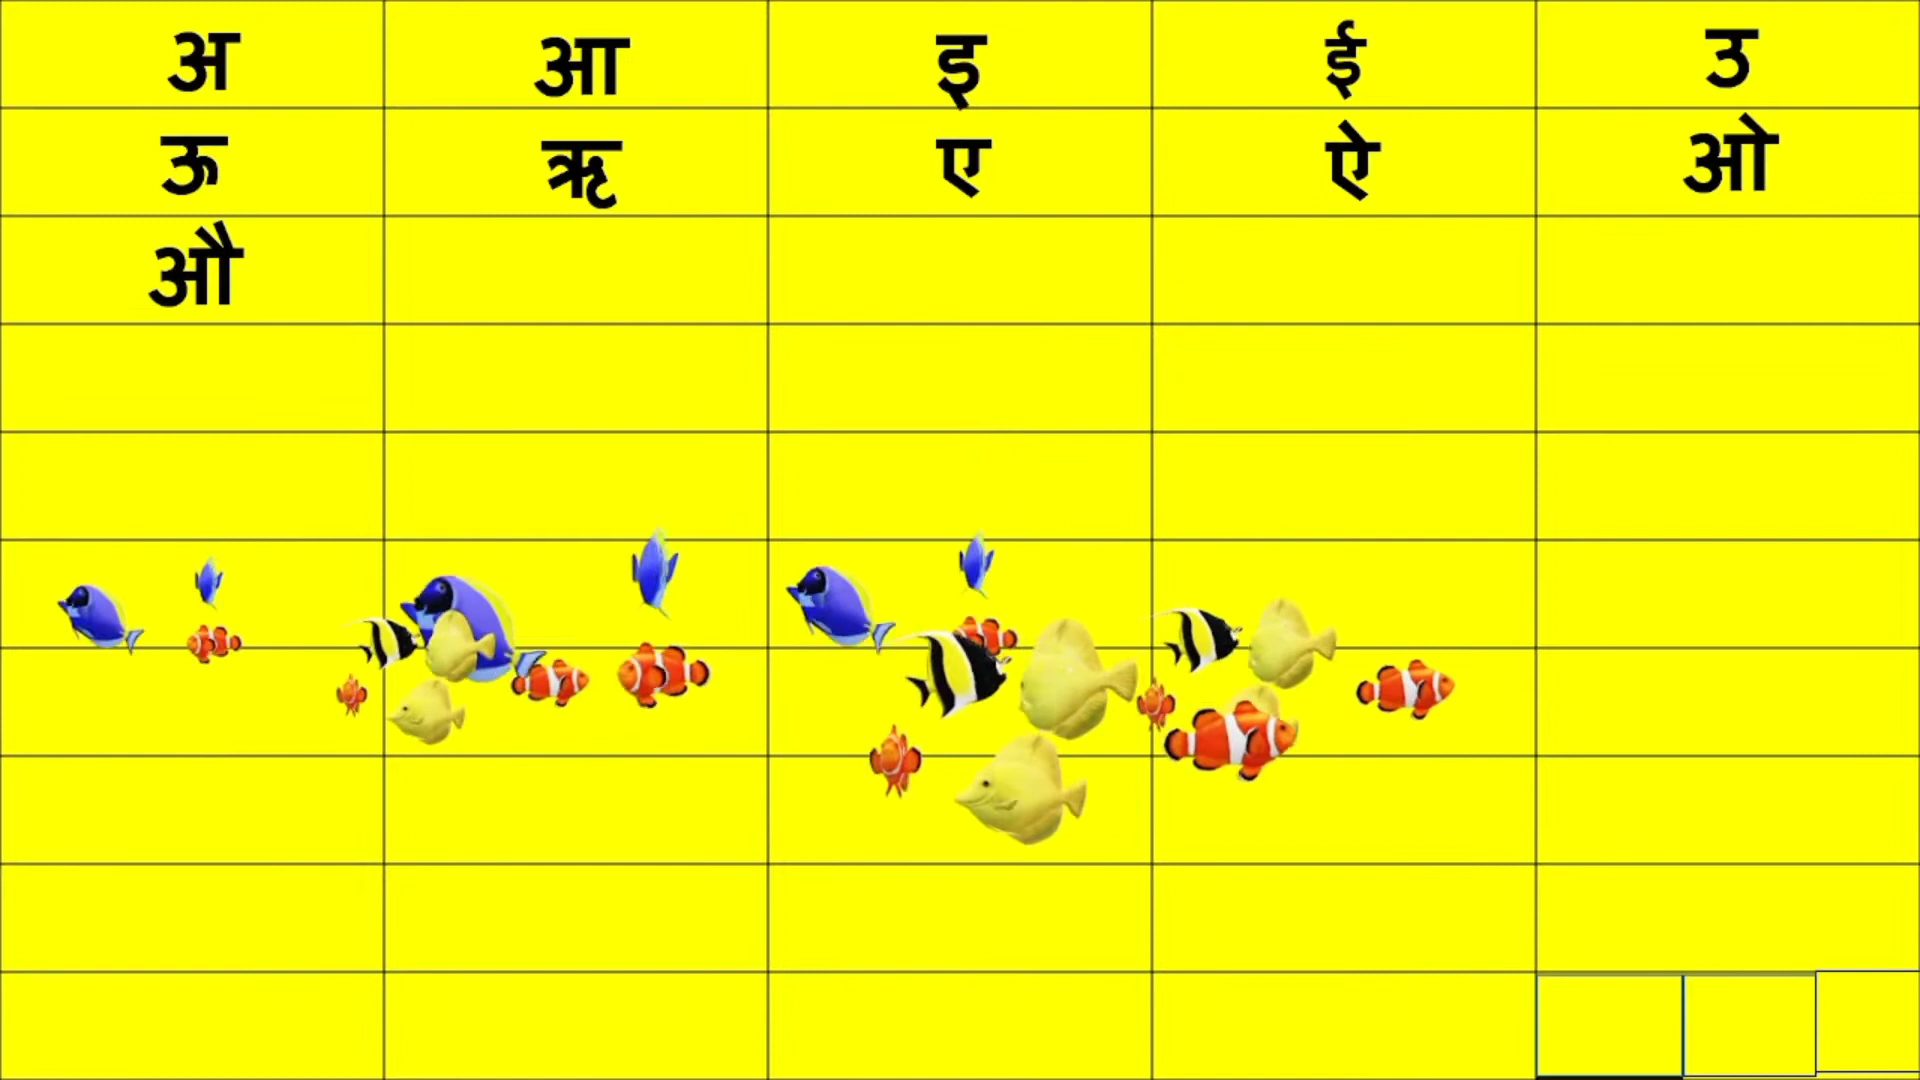 अ आ इ ई उ
ऊ ऋ ए ऐ ओ
औ